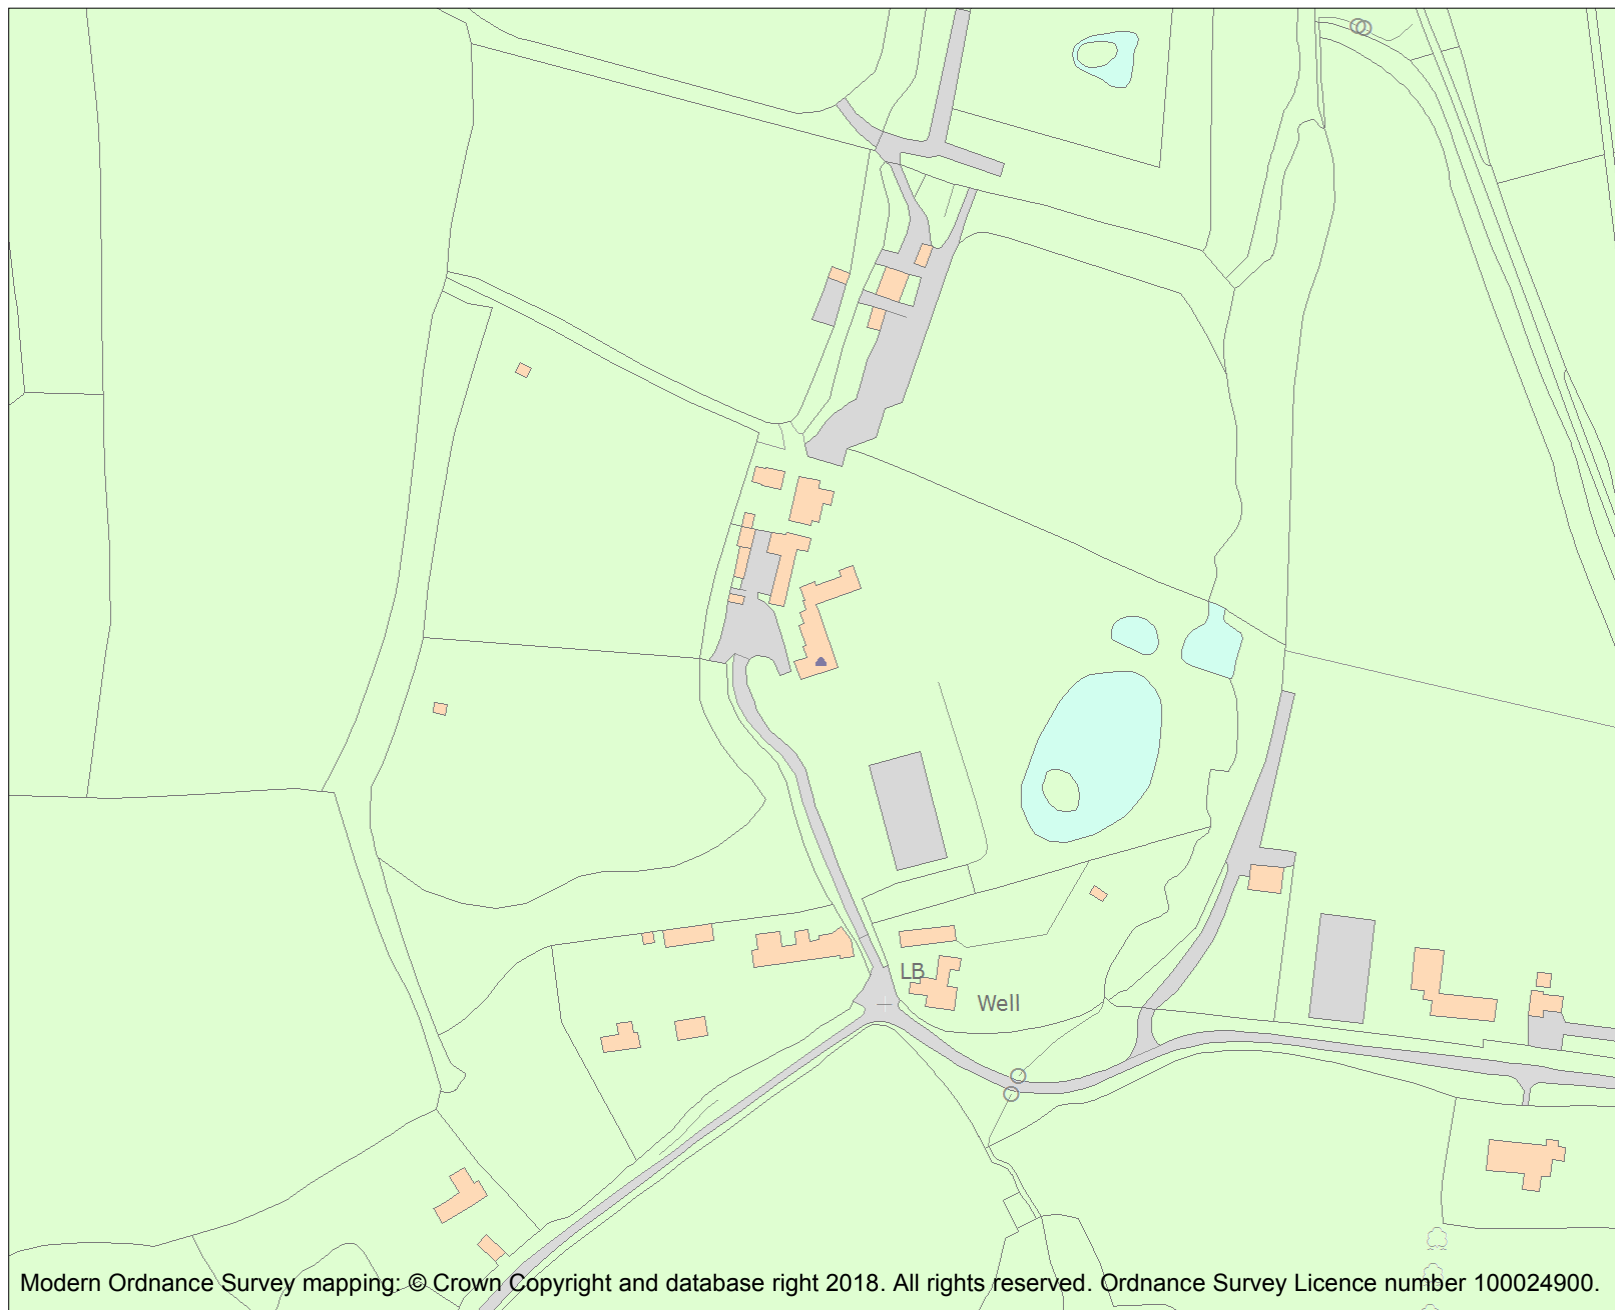 LB
Well
Modern Ordnance Survey mapping: © Crown Copyright and database right 2018. All rights reserved. Ordnance Survey Licence number 100024900.